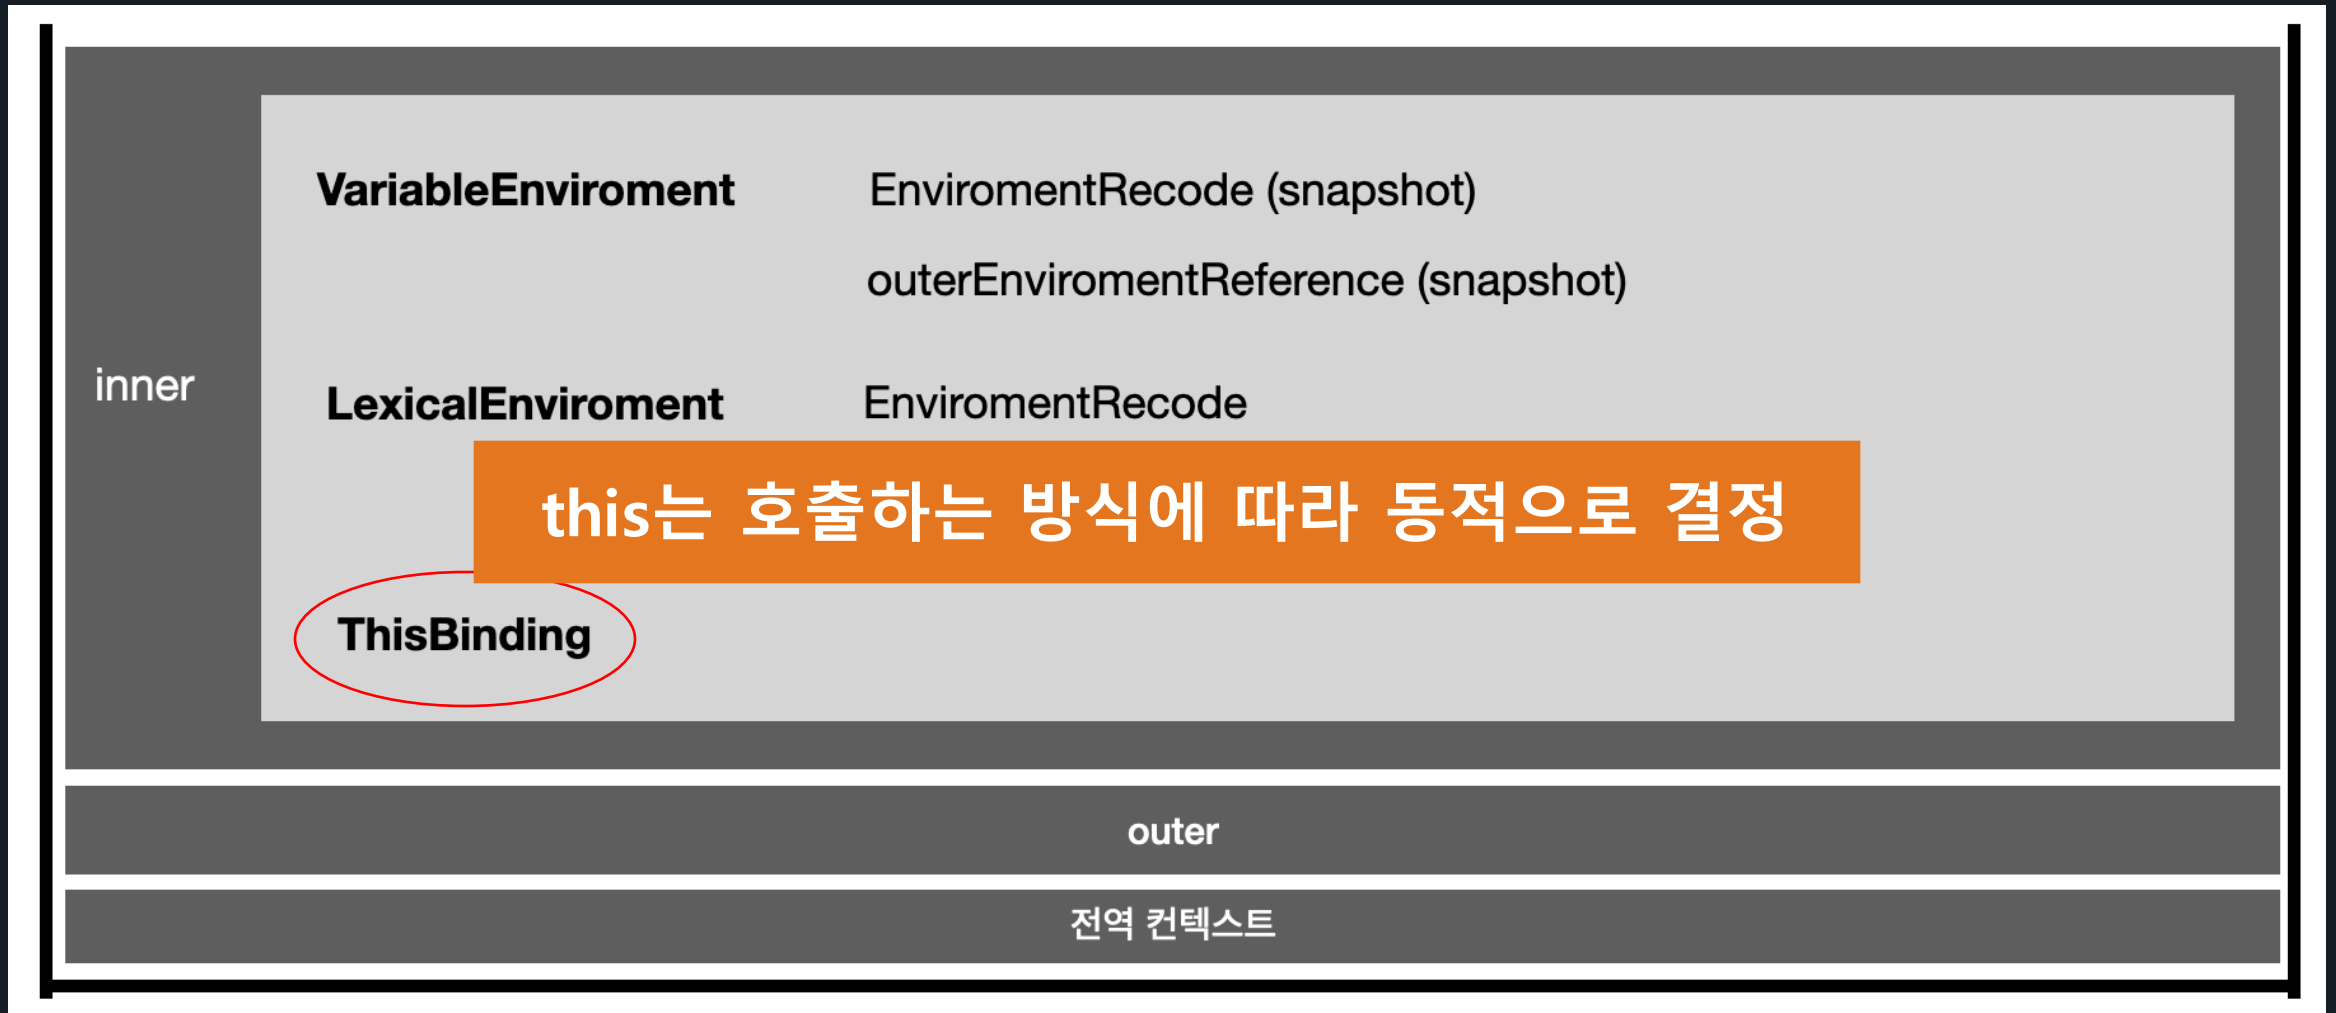 VariableEnviroment
EnviromentRecode (snapshot)
outerEnviromentReference (snapshot)
inner
LexicalEnviroment
EnviromentRecode
this는 호출하는 방식에 따라 동적으로 결정
ThisBinding
outer
전역 컨텍스트